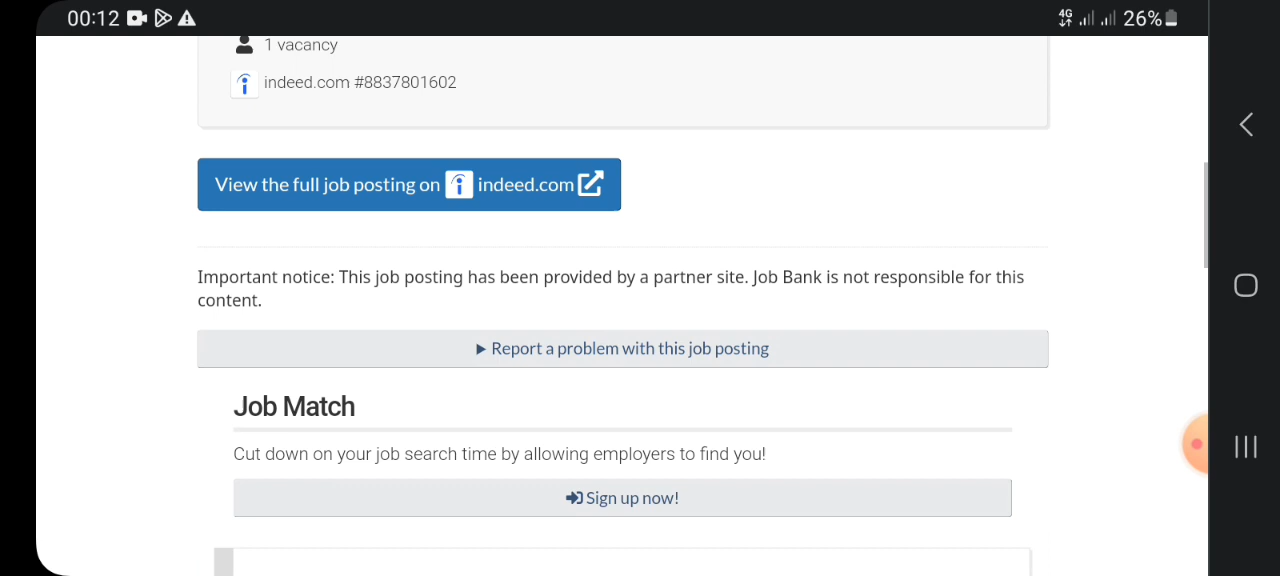 00:12 4G 26%
1 vacancy
indeed.com #8837801602
View the full job posting on indeed.com
Important notice: This job posting has been provided by a partner site. Job Bank is not responsible for this
content.
Report a problem with this job posting
Job Match
Cut down on your job search time by allowing employers to find you!
Sign up now!